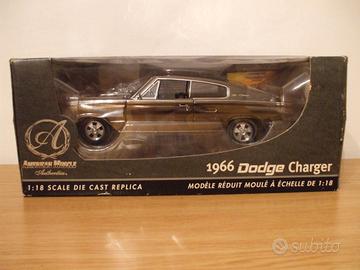 A
AMERICAN MUSCLE
Authentics
1966 Dodge Charger
1:18 SCALE DIE CAST REPLICA
MODÈLE RÉDUIT MOULÉ À ÉCHELLE DE 1:18
subito